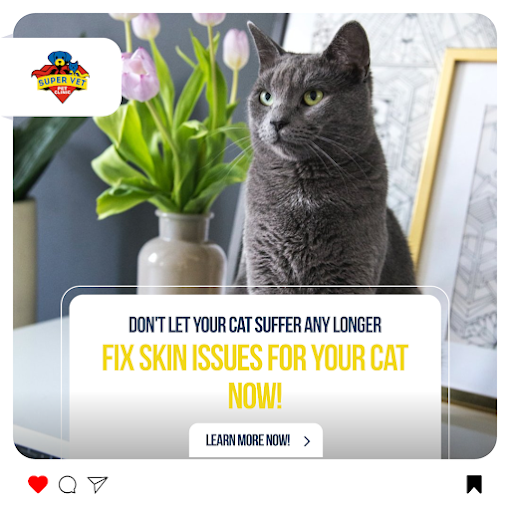 SUPER VET
PET
CLINIC
DON'T LET YOUR CAT SUFFER ANY LONGER
FIX SKIN ISSUES FOR YOUR CAT
NOW!
LEARN MORE NOW!